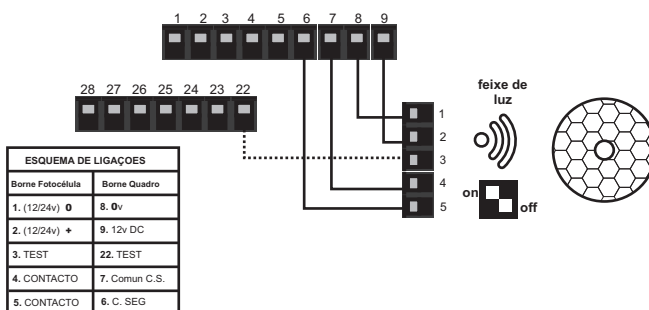 1 2 3 4 5 6 7 8 9
28 27 26 25 24 23 22
feixe de
luz
1
2
3
4
5
on
off
ESQUEMA DE LIGAÇOES
Borne Fotocélula Borne Quadro
1. (12/24v) 0 8. 0v
2. (12/24v) + 9. 12v DC
3. TEST 22. TEST
4. CONTACTO 7. Comun C.S.
5. CONTACTO 6. C. SEG